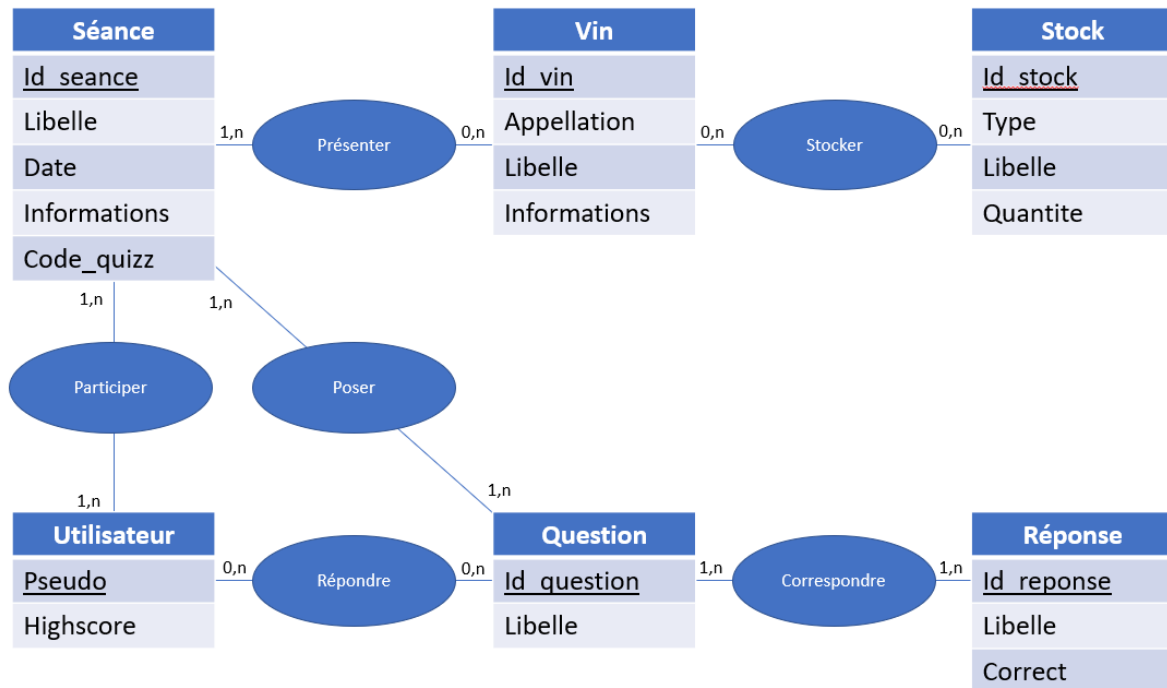 Séance
Id_seance
Libelle
Date
Informations
Code_quizz
1,n
Présenter
0,n
Vin
Id_vin
Appellation
Libelle
Informations
0,n
Stocker
0,n
Stock
Id_stock
Type
Libelle
Quantite
1,n
1,n
Participer
Poser
1,n
1,n
Utilisateur
Pseudo
Highscore
0,n
Répondre
0,n
Question
Id_question
Libelle
1,n
Correspondre
1,n
Réponse
Id_reponse
Libelle
Correct